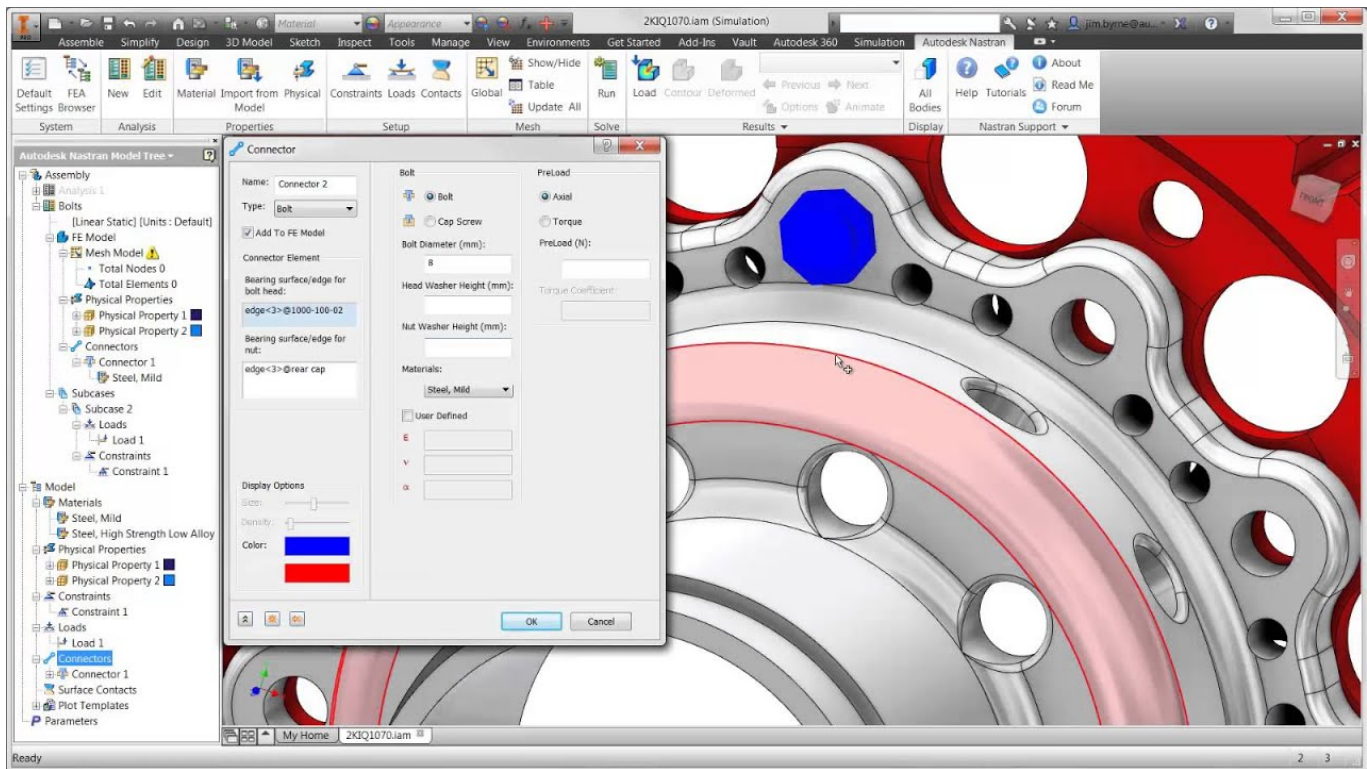 Material
Appearance
2KIQ1070.iam (Simulation)
jim.byrne@au...
PRO
Assemble Simplify Design 3D Model Sketch Inspect Tools Manage View Environments Get Started Add-Ins Vault Autodesk 360 Simulation Autodesk Nastran
Default Settings
FEA Browser
New
Edit
Material
Import from Model
Physical
Constraints
Loads
Contacts
Global
Show/Hide
Table
Update All
Run
Load
Contour
Deformed
Previous
Next
Options
Animate
All Bodies
Help
Tutorials
About
Read Me
Forum
System Analysis Properties Setup Mesh Solve Results Display Nastran Support
Autodesk Nastran Model Tree
Assembly
Analysis 1
Bolts
[Linear Static] [Units : Default]
FE Model
Mesh Model
Total Nodes 0
Total Elements 0
Physical Properties
Physical Property 1
Physical Property 2
Connectors
Connector 1
Steel, Mild
Subcases
Subcase 2
Loads
Load 1
Constraints
Constraint 1
Model
Materials
Steel, Mild
Steel, High Strength Low Alloy
Physical Properties
Physical Property 1
Physical Property 2
Constraints
Constraint 1
Loads
Load 1
Connectors
Connector 1
Surface Contacts
Plot Templates
Parameters
Connector
Name: Connector 2
Type: Bolt
Add To FE Model
Connector Element
Bearing surface/edge for
bolt head:
edge<3>@1000-100-02
Bearing surface/edge for
nut:
edge<3>@rear cap
Display Options
Size:
Density:
Color:
Bolt
Bolt
Cap Screw
Bolt Diameter (mm):
8
Head Washer Height (mm):
Nut Washer Height (mm):
Materials:
Steel, Mild
User Defined
E
ν
α
PreLoad
Axial
Torque
PreLoad (N):
Torque Coefficient:
OK Cancel
FRONT
My Home 2KIQ1070.iam
Ready 2 3